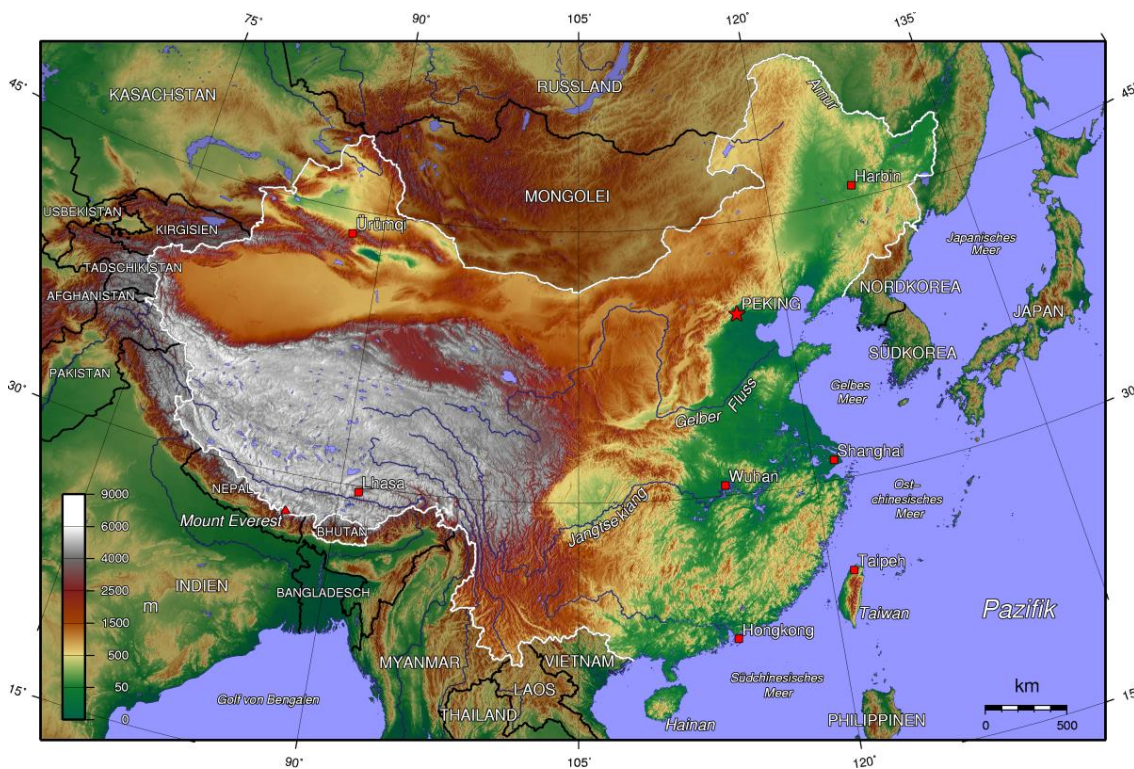 75°
90°
105°
120°
135°
45°
45°
RUSSLAND
KASACHSTAN
Amur
Harbin
MONGOLEI
USBEKISTAN
KIRGISIEN
Ürümqi
Japanisches
Meer
TADSCHIKISTAN
AFGHANISTAN
NORDKOREA
PEKING
JAPAN
SÜDKOREA
PAKISTAN
30°
30°
Gelbes
Meer
Gelber
Fluss
Shanghai
Wuhan
Lhasa
NEPAL
Ost-
chinesisches
Meer
Jangtsekiang
Mount Everest
BHUTAN
9000
6000
4000
2500
1500
500
50
0
m
INDIEN
BANGLADESCH
Taipeh
Taiwan
Pazifik
Hongkong
MYANMAR
VIETNAM
LAOS
Südchinesisches
Meer
km
0
500
Golf von Bengalen
THAILAND
Hainan
PHILIPPINEN
75°
15
90°
105°
120°